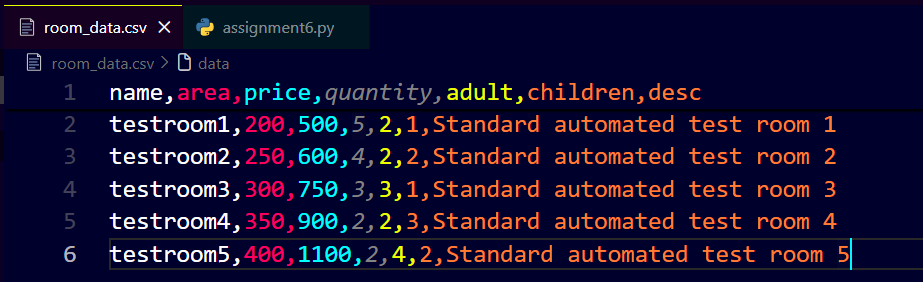 room_data.csv assignment6.py
room_data.csv > data
1 name,area,price,quantity,adult,children,desc
2 testroom1,200,500,5,2,1,Standard automated test room 1
3 testroom2,250,600,4,2,2,Standard automated test room 2
4 testroom3,300,750,3,3,1,Standard automated test room 3
5 testroom4,350,900,2,2,3,Standard automated test room 4
6 testroom5,400,1100,2,4,2,Standard automated test room 5